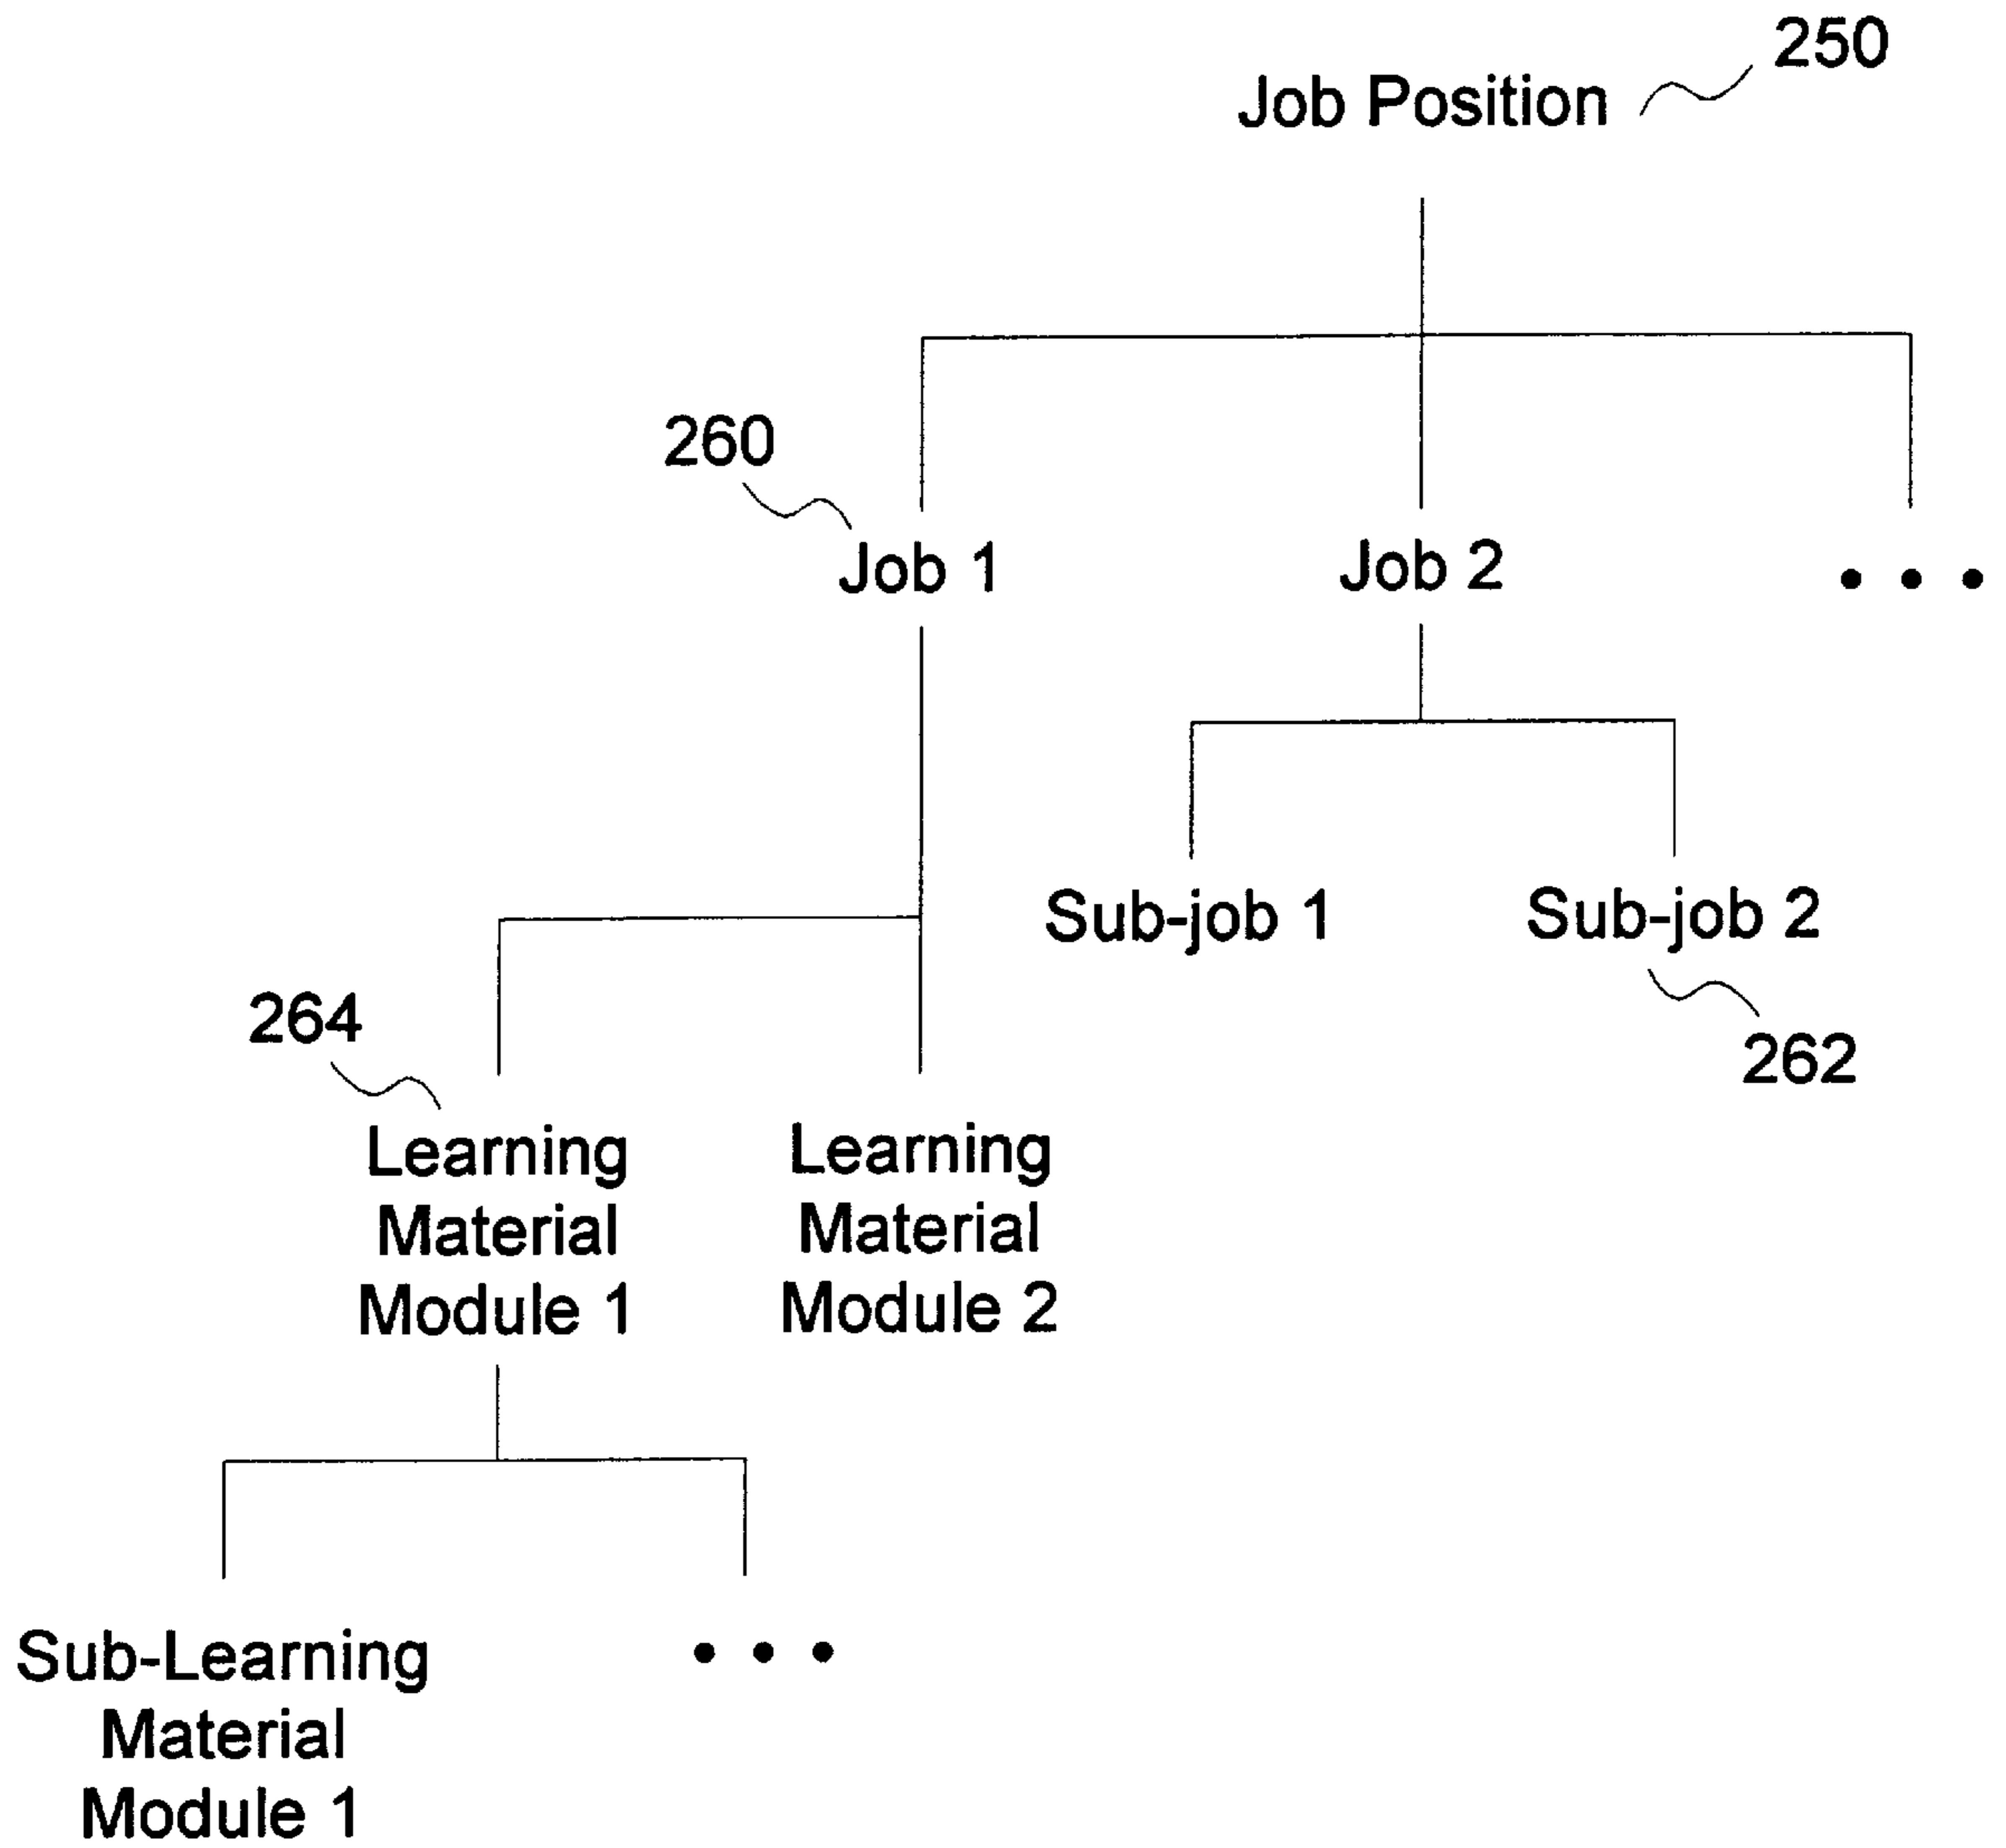 250
Job Position
260
Job 1
Job 2
• • •
Sub-job 1
Sub-job 2
264
262
Learning
Material
Module 1
Learning
Material
Module 2
Sub-Learning
Material
Module 1
• • •